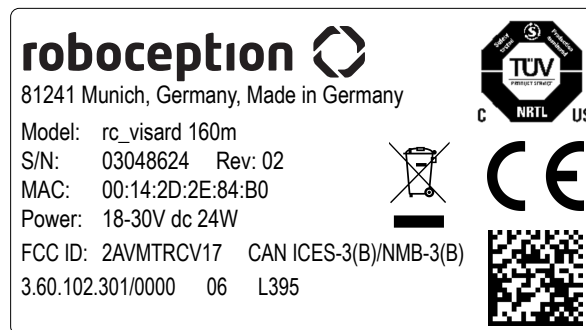 roboception
81241 Munich, Germany, Made in Germany
Model: rc_visard 160m
S/N: 03048624 Rev: 02
MAC: 00:14:2D:2E:84:B0
Power: 18-30V dc 24W
FCC ID: 2AVMTRCV17 CAN ICES-3(B)/NMB-3(B)
3.60.102.301/0000 06 L395
TÜV
C NRTL US
CE